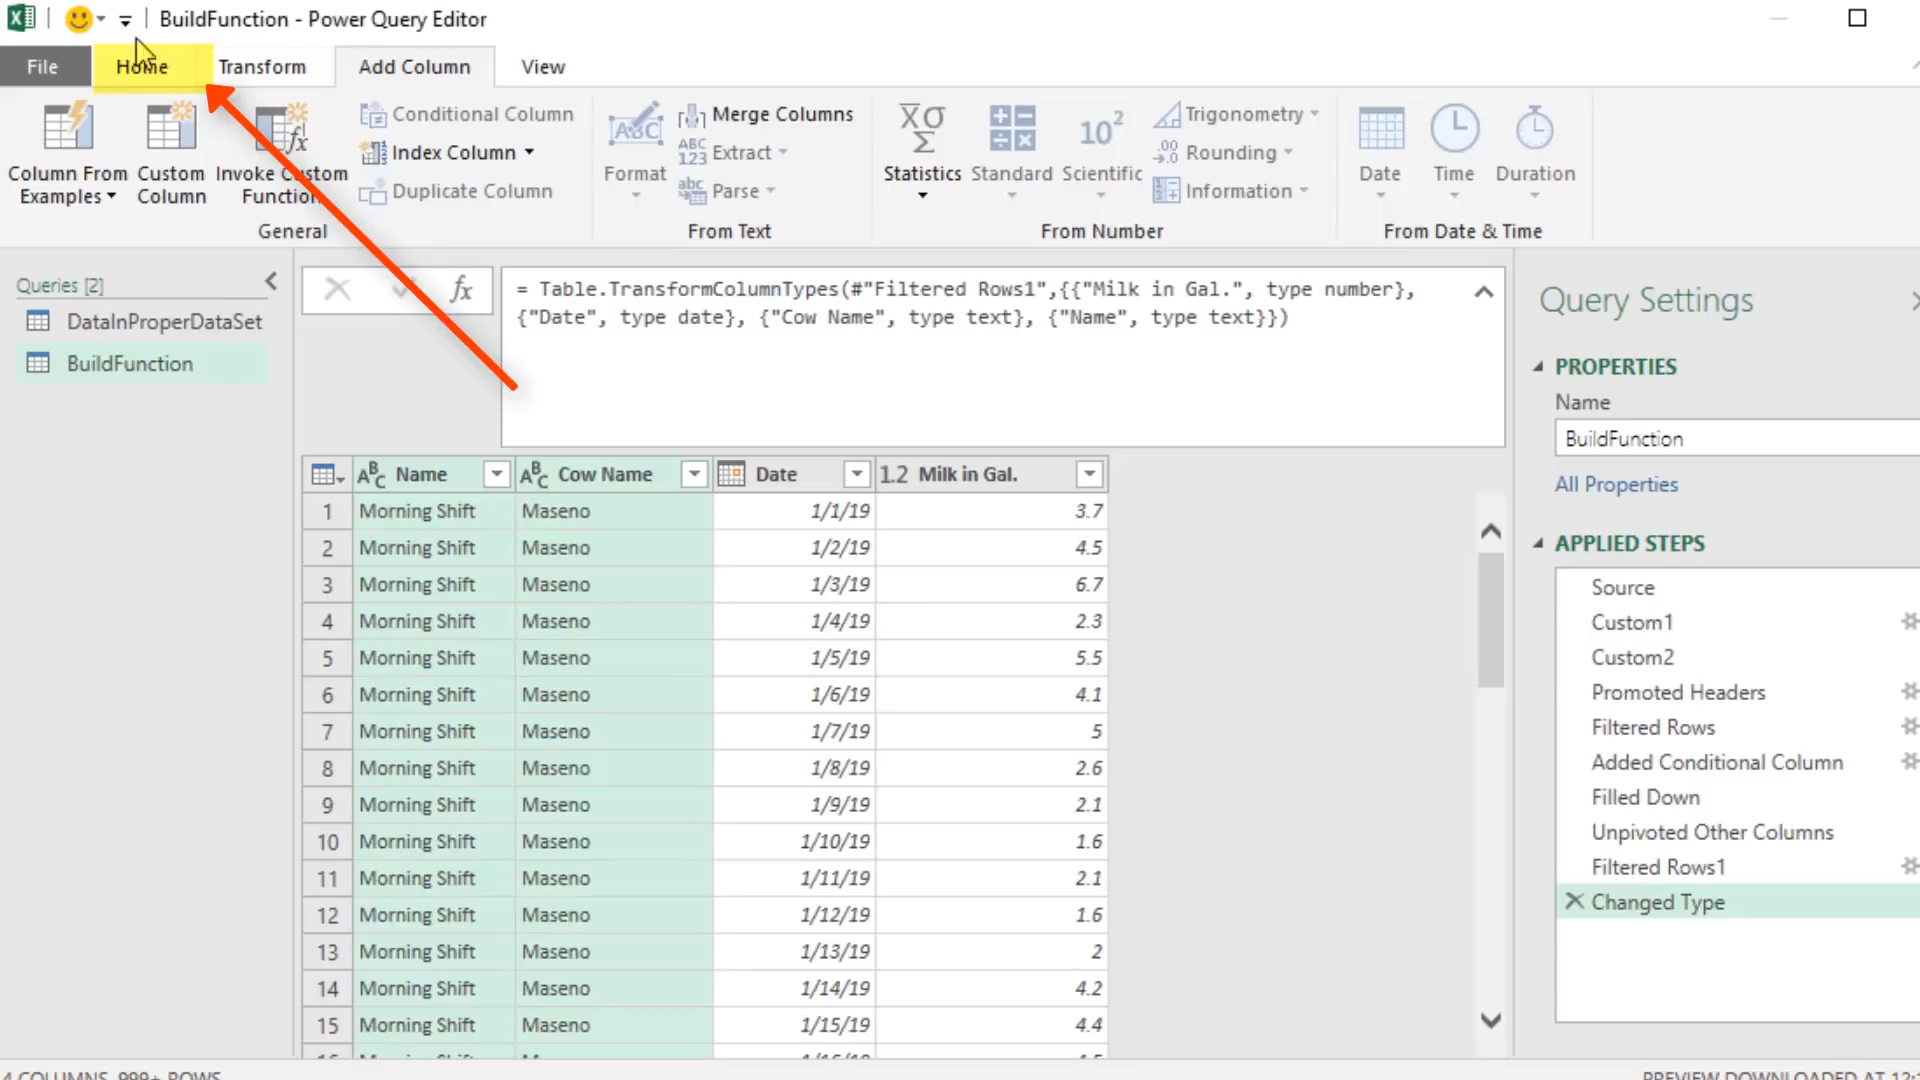 BuildFunction - Power Query Editor
File Home Transform Add Column View
Column From Examples
Custom Column
Invoke Custom Function
Conditional Column
Index Column
Duplicate Column
General
Format
Merge Columns
Extract
Parse
From Text
Statistics
Standard
Scientific
Trigonometry
Rounding
Information
From Number
Date
Time
Duration
From Date & Time
Queries [2]
DataInProperDataSet
BuildFunction
fx
= Table.TransformColumnTypes(#"Filtered Rows1",{{"Milk in Gal.", type number},
{"Date", type date}, {"Cow Name", type text}, {"Name", type text}})
Name Cow Name Date 1.2 Milk in Gal.
1 Morning Shift Maseno 1/1/19 3.7
2 Morning Shift Maseno 1/2/19 4.5
3 Morning Shift Maseno 1/3/19 6.7
4 Morning Shift Maseno 1/4/19 2.3
5 Morning Shift Maseno 1/5/19 5.5
6 Morning Shift Maseno 1/6/19 4.1
7 Morning Shift Maseno 1/7/19 5
8 Morning Shift Maseno 1/8/19 2.6
9 Morning Shift Maseno 1/9/19 2.1
10 Morning Shift Maseno 1/10/19 1.6
11 Morning Shift Maseno 1/11/19 2.1
12 Morning Shift Maseno 1/12/19 1.6
13 Morning Shift Maseno 1/13/19 2
14 Morning Shift Maseno 1/14/19 4.2
15 Morning Shift Maseno 1/15/19 4.4
Query Settings
PROPERTIES
Name
BuildFunction
All Properties
APPLIED STEPS
Source
Custom1
Custom2
Promoted Headers
Filtered Rows
Added Conditional Column
Filled Down
Unpivoted Other Columns
Filtered Rows1
Changed Type
4 COLUMNS, 999+ ROWS
PREVIEW DOWNLOADED AT